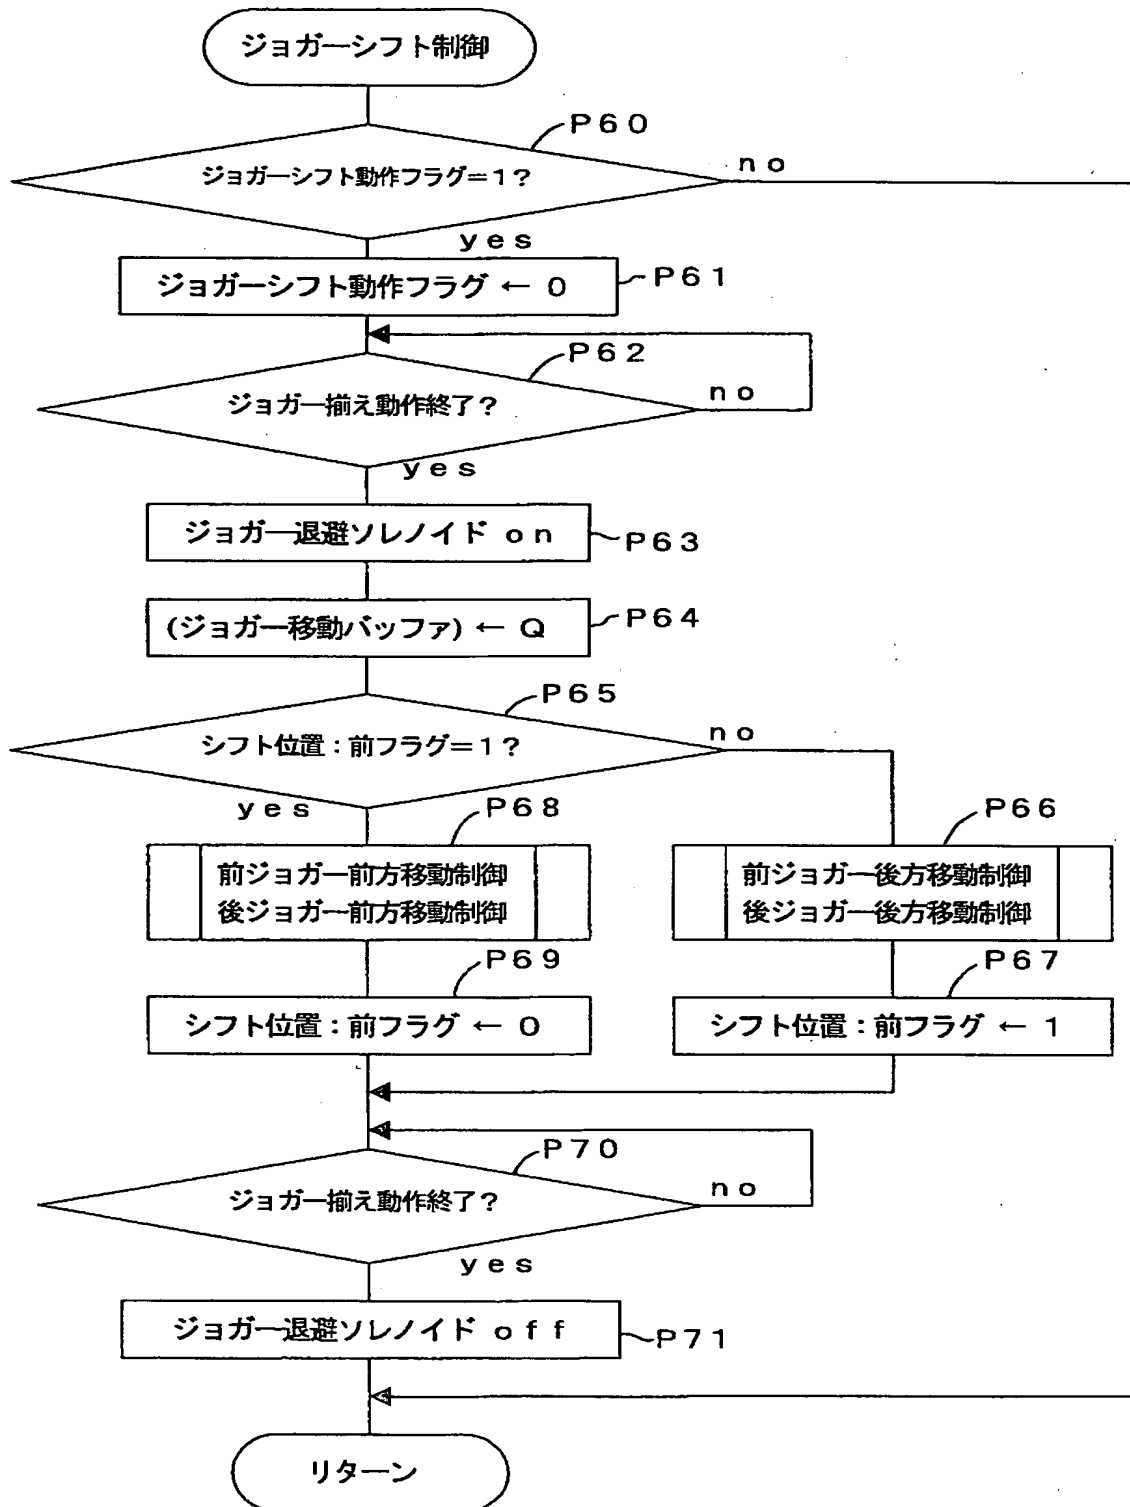 ジョガーシフト制御
P60
ジョガーシフト動作フラグ=1?
no
yes
ジョガーシフト動作フラグ ← 0
P61
P62
ジョガー揃え動作終了?
no
yes
ジョガー退避ソレノイド on
P63
(ジョガー移動バッファ) ← Q
P64
P65
シフト位置:前フラグ=1?
no
yes
P68
P66
前ジョガー前方移動制御
後ジョガー前方移動制御
前ジョガー後方移動制御
後ジョガー後方移動制御
P69
P67
シフト位置:前フラグ ← 0
シフト位置:前フラグ ← 1
P70
ジョガー揃え動作終了?
no
yes
ジョガー退避ソレノイド off
P71
リターン